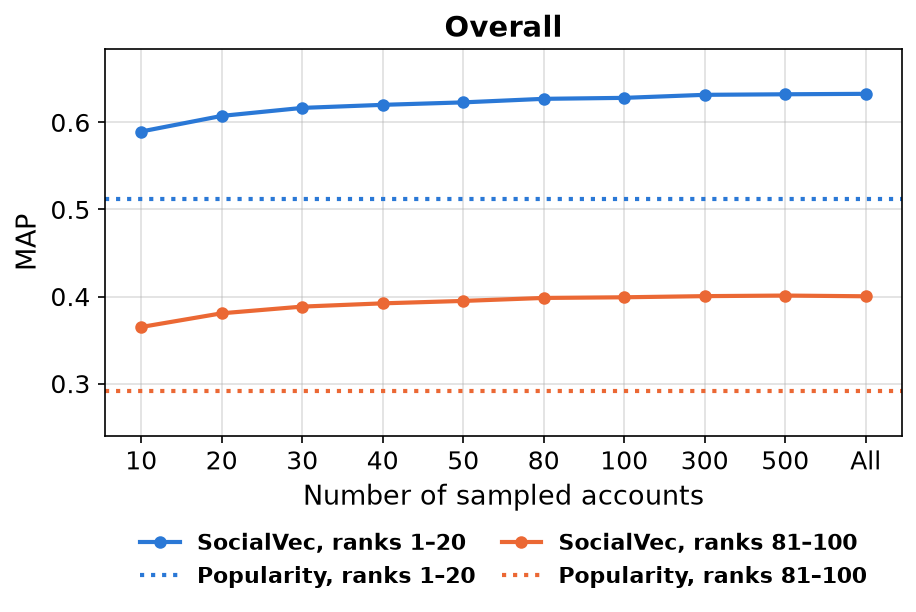 Overall
MAP
0.6
0.5
0.4
0.3
10 20 30 40 50 80 100 300 500 All
Number of sampled accounts
SocialVec, ranks 1–20 SocialVec, ranks 81–100
Popularity, ranks 1–20 Popularity, ranks 81–100